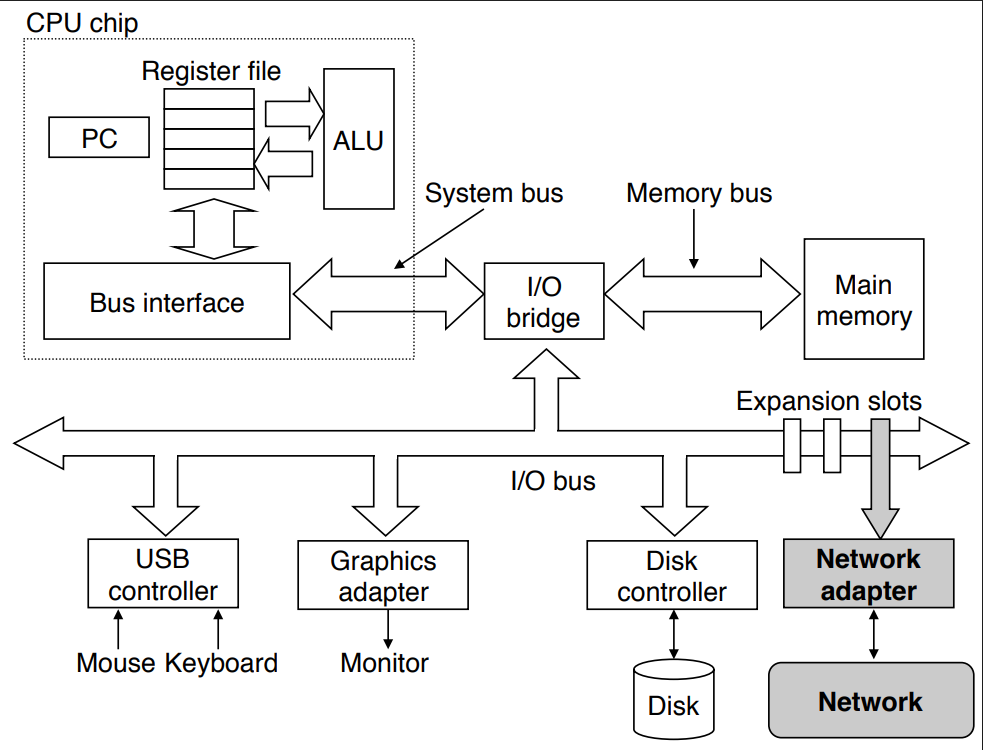 CPU chip
Register file
PC
ALU
System bus
Memory bus
Bus interface
I/O
bridge
Main
memory
Expansion slots
I/O bus
USB
controller
Graphics
adapter
Disk
controller
Network
adapter
Mouse Keyboard
Monitor
Disk
Network